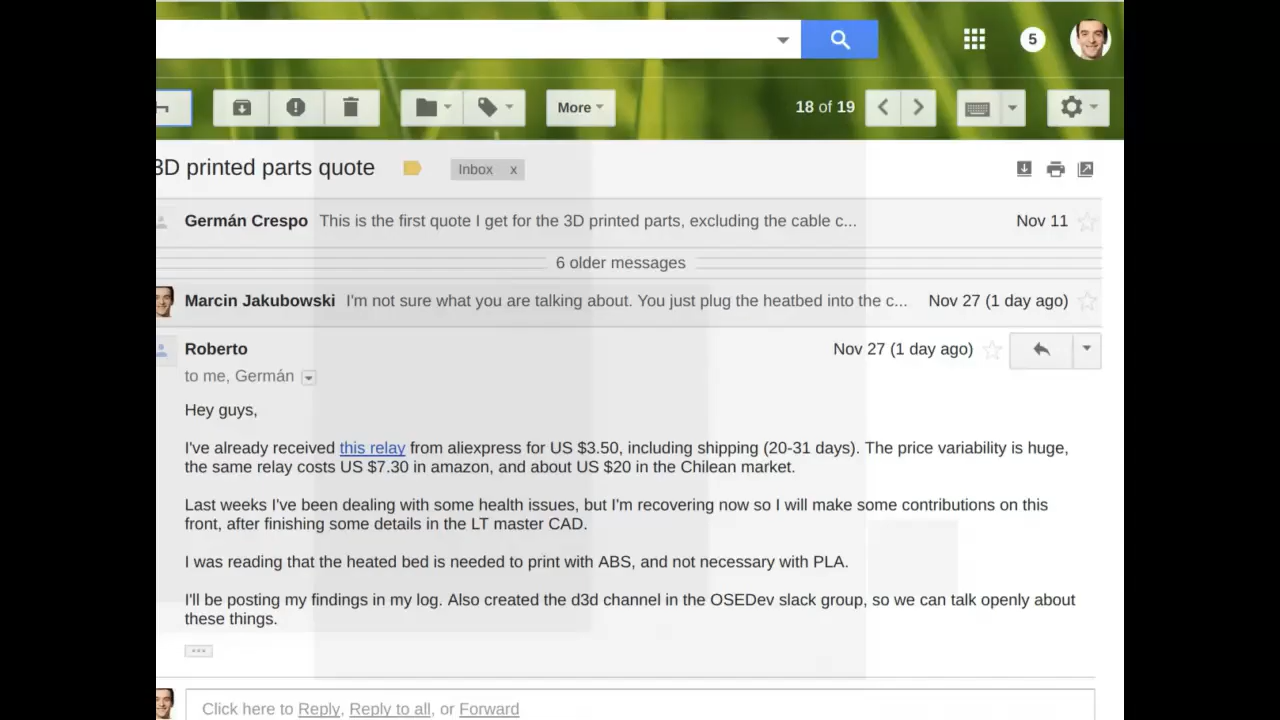 5
More
18 of 19
3D printed parts quote
Inbox x
Germán Crespo This is the first quote I get for the 3D printed parts, excluding the cable c... Nov 11
6 older messages
Marcin Jakubowski I'm not sure what you are talking about. You just plug the heatbed into the c... Nov 27 (1 day ago)
Roberto Nov 27 (1 day ago)
to me, Germán
Hey guys,
I've already received this relay from aliexpress for US $3.50, including shipping (20-31 days). The price variability is huge,
the same relay costs US $7.30 in amazon, and about US $20 in the Chilean market.
Last weeks I've been dealing with some health issues, but I'm recovering now so I will make some contributions on this
front, after finishing some details in the LT master CAD.
I was reading that the heated bed is needed to print with ABS, and not necessary with PLA.
I'll be posting my findings in my log. Also created the d3d channel in the OSEDev slack group, so we can talk openly about
these things.
Click here to Reply, Reply to all, or Forward